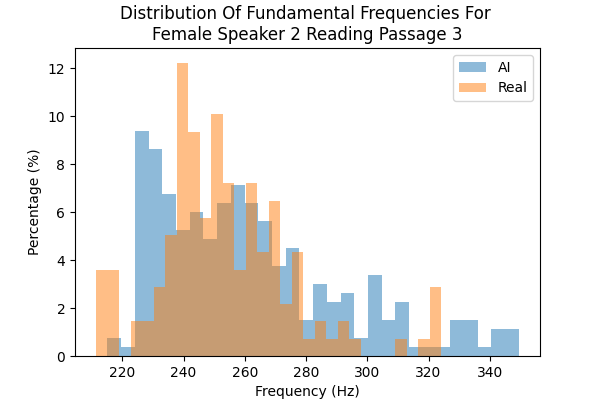 Distribution Of Fundamental Frequencies For
Female Speaker 2 Reading Passage 3
AI
Real
12
10
8
6
4
2
0
Percentage (%)
220
240
260
280
300
320
340
Frequency (Hz)